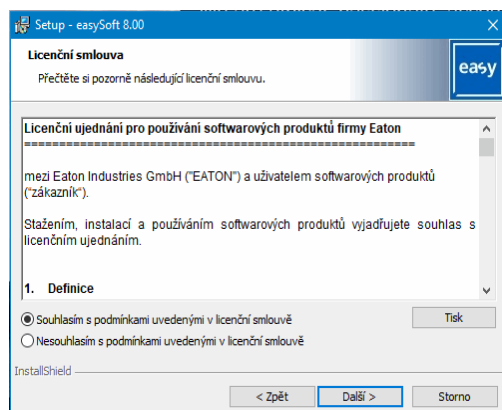 Setup - easySoft 8.00
Licenční smlouva
Přečtěte si pozorně následující licenční smlouvu.
easy
Licenční ujednání pro používání softwarových produktů firmy Eaton
========================================================
mezi Eaton Industries GmbH ("EATON") a uživatelem softwarových produktů
("zákazník").
Stažením, instalací a používáním softwarových produktů vyjadřujete souhlas s
licenčním ujednáním.
1. Definice
Souhlasím s podmínkami uvedenými v licenční smlouvě
Tisk
Nesouhlasím s podmínkami uvedenými v licenční smlouvě
InstallShield
< Zpět
Další >
Storno